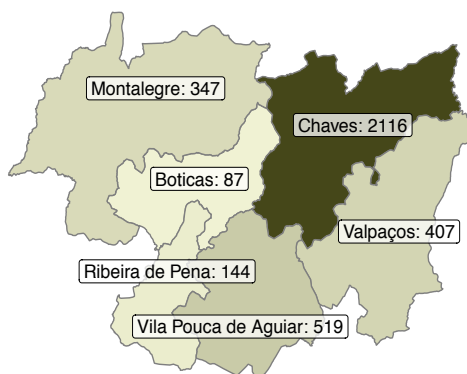 Montalegre: 347
Chaves: 2116
Boticas: 87
Valpaços: 407
Ribeira de Pena: 144
Vila Pouca de Aguiar: 519